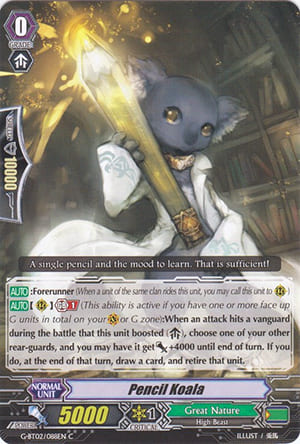 0
GRADE
10000
A single pencil and the mood to learn. That is sufficient!
AUTO:Forerunner (When a unit of the same clan rides this unit, you may call this unit to
AUTO (This ability is active if you have one or more face up
G units in total on your or G zone):When an attack hits a vanguard
during the battle that this unit boosted ( ), choose one of your other
rear-guards, and you may have it get +4000 until end of turn. If you
do, at the end of that turn, draw a card, and retire that unit.
NORMAL UNIT
Pencil Koala
POWER
5000
1
CRITICAL
Great Nature
High Beast
G-BT02/088EN C
ILLUST /